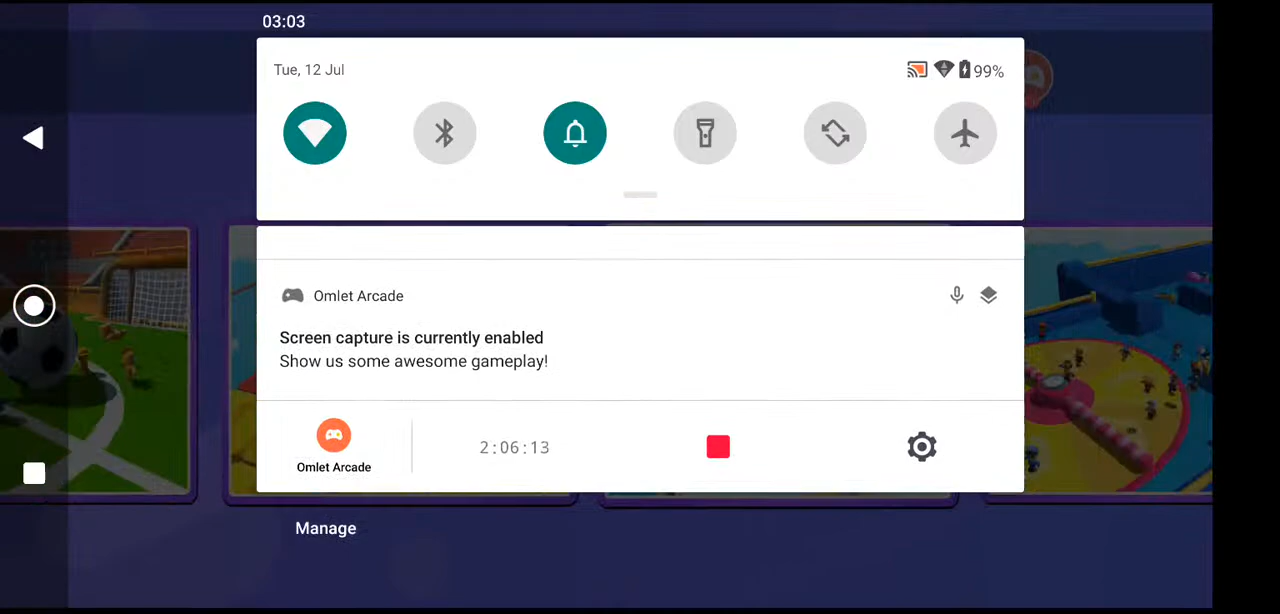 03:03
Tue, 12 Jul
99%
Omlet Arcade
Screen capture is currently enabled
Show us some awesome gameplay!
2:06:13
Omlet Arcade
Manage